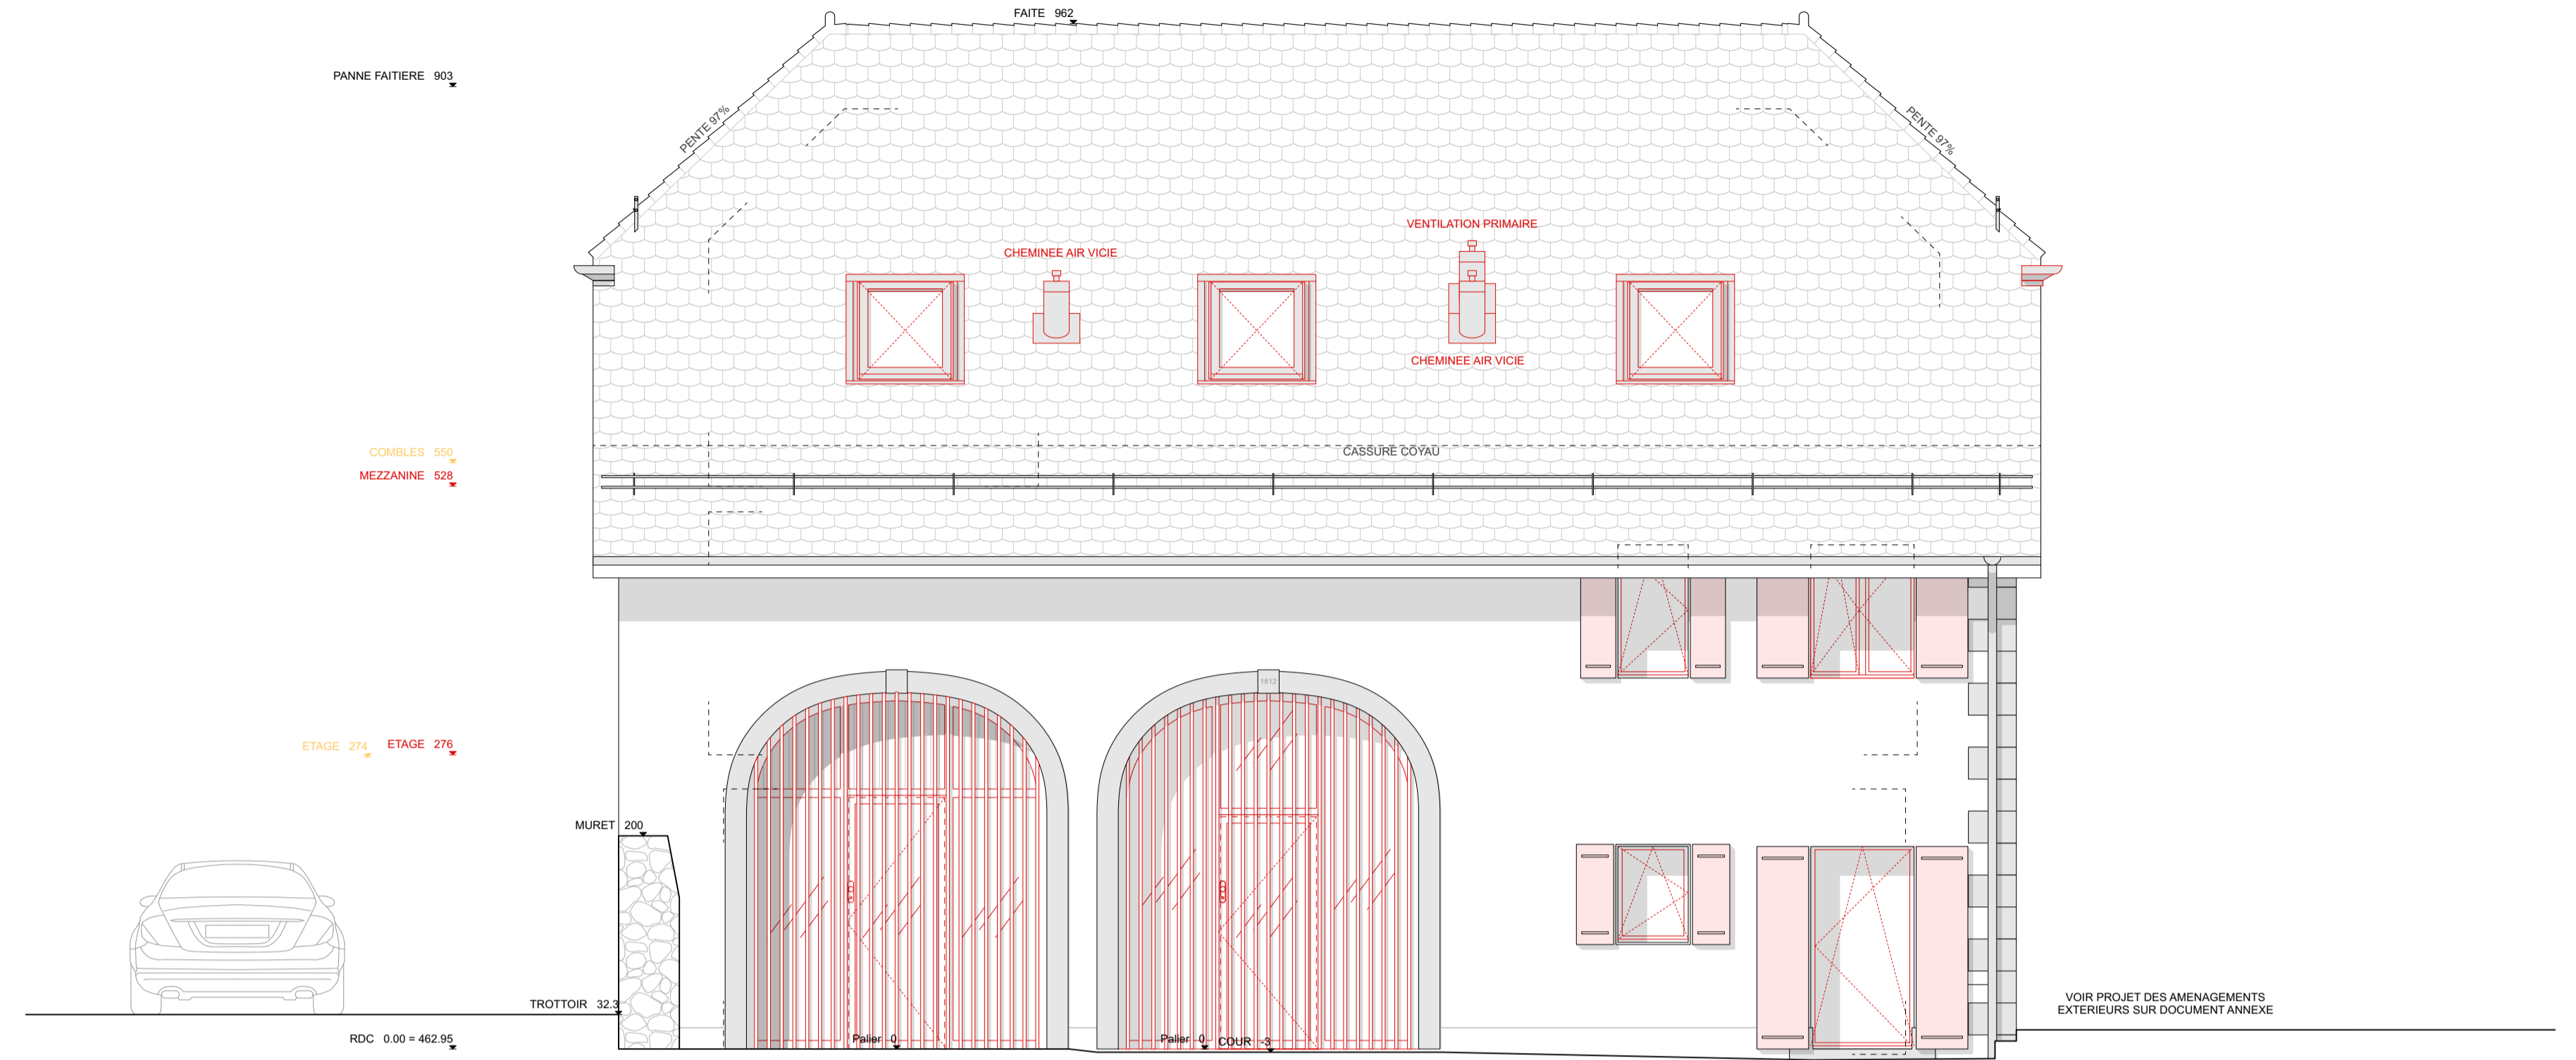 FAITE 962
PANNE FAITIERE 903
PENTE 97%
PENTE 97%
VENTILATION PRIMAIRE
CHEMINEE AIR VICIE
CHEMINEE AIR VICIE
COMBLES 550
CASSURE COYAU
MEZZANINE 528
1812
ETAGE 274
ETAGE 276
MURET 200
TROTTOIR 32.3
VOIR PROJET DES AMENAGEMENTS
EXTERIEURS SUR DOCUMENT ANNEXE
RDC 0.00 = 462.95
Palier 0
Palier 0
COUR -3